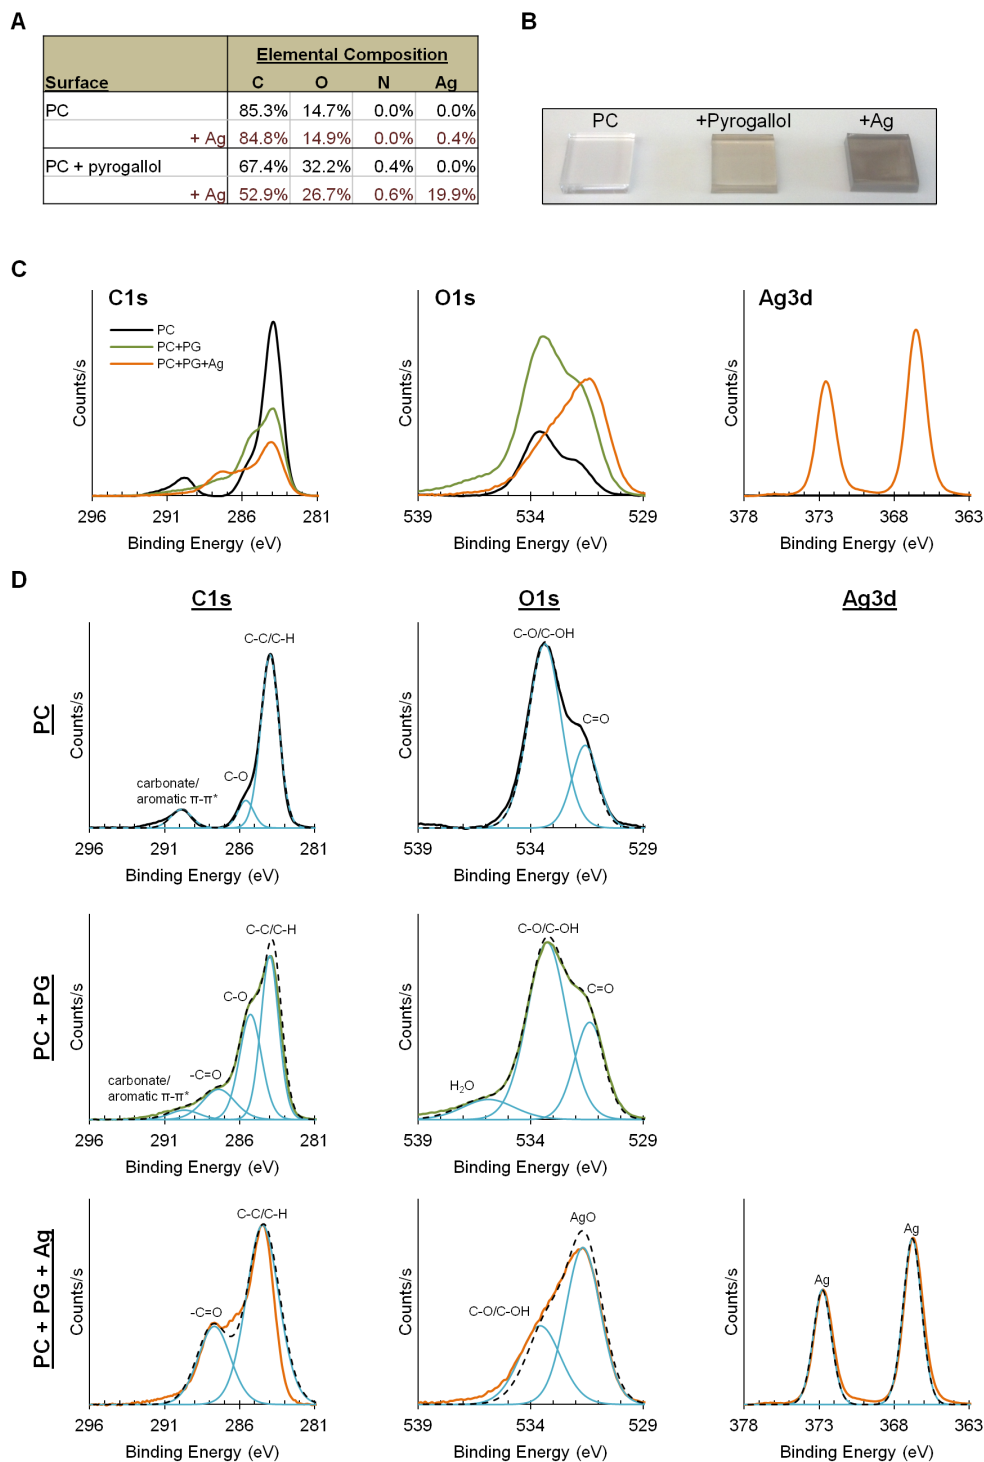 A
Elemental Composition
Surface C O N Ag
PC 85.3% 14.7% 0.0% 0.0%
+ Ag 84.8% 14.9% 0.0% 0.4%
PC + pyrogallol 67.4% 32.2% 0.4% 0.0%
+ Ag 52.9% 26.7% 0.6% 19.9%
B
PC +Pyrogallol +Ag
C
C1s
PC
PC+PG
PC+PG+Ag
Counts/s
296 291 286 281
Binding Energy (eV)
O1s
Counts/s
539 534 529
Binding Energy (eV)
Ag3d
Counts/s
378 373 368 363
Binding Energy (eV)
D
C1s O1s Ag3d
PC
C-C/C-H
C-O
carbonate/
aromatic π-π*
Counts/s
296 291 286 281
Binding Energy (eV)
C-O/C-OH
C=O
Counts/s
539 534 529
Binding Energy (eV)
PC + PG
C-C/C-H
C-O
-C=O
carbonate/
aromatic π-π*
Counts/s
296 291 286 281
Binding Energy (eV)
C-O/C-OH
C=O
H₂O
Counts/s
539 534 529
Binding Energy (eV)
PC + PG + Ag
C-C/C-H
-C=O
Counts/s
296 291 286 281
Binding Energy (eV)
AgO
C-O/C-OH
Counts/s
539 534 529
Binding Energy (eV)
Ag
Ag
Counts/s
378 373 368 363
Binding Energy (eV)